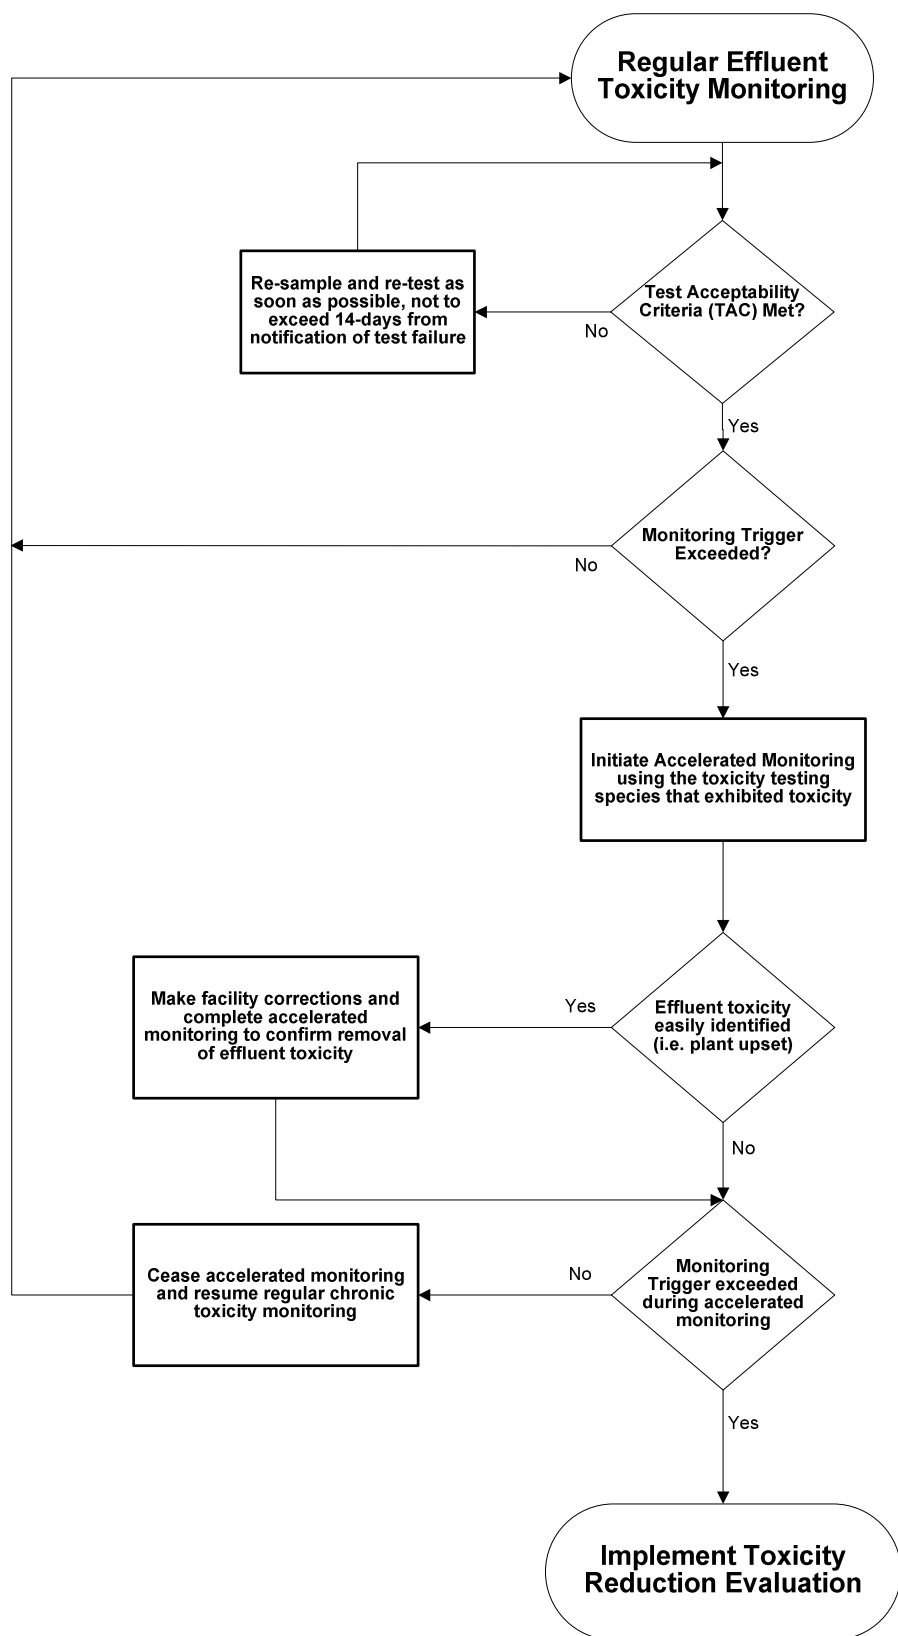 Regular Effluent
Toxicity Monitoring
Re-sample and re-test as
soon as possible, not to
exceed 14-days from
notification of test failure
Test Acceptability
Criteria (TAC) Met?
No
Yes
Monitoring Trigger
Exceeded?
No
Yes
Initiate Accelerated Monitoring
using the toxicity testing
species that exhibited toxicity
Make facility corrections and
complete accelerated
monitoring to confirm removal
of effluent toxicity
Yes
Effluent toxicity
easily identified
(i.e. plant upset)
No
Cease accelerated monitoring
and resume regular chronic
toxicity monitoring
No
Monitoring
Trigger exceeded
during accelerated
monitoring
Yes
Implement Toxicity
Reduction Evaluation